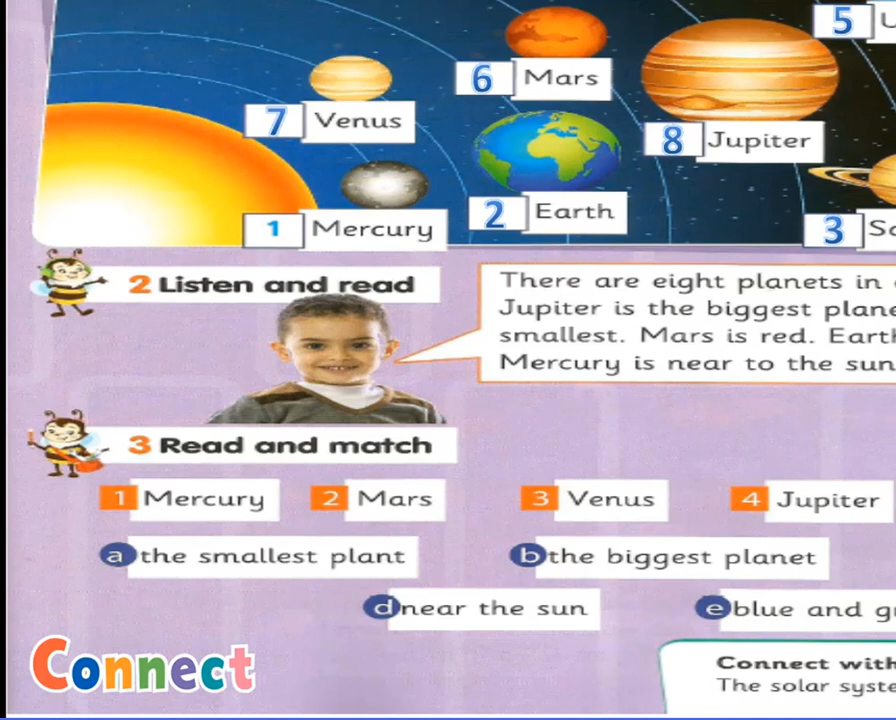 5
6 Mars
7 Venus
8 Jupiter
2 Earth
1 Mercury
3
2 Listen and read
There are eight planets in
Jupiter is the biggest
smallest. Mars is red.
Mercury is near to the sun
3 Read and match
1 Mercury 2 Mars 3 Venus 4 Jupiter
a the smallest plant b the biggest planet
d near the sun e blue and
Connect
Connect with
The solar